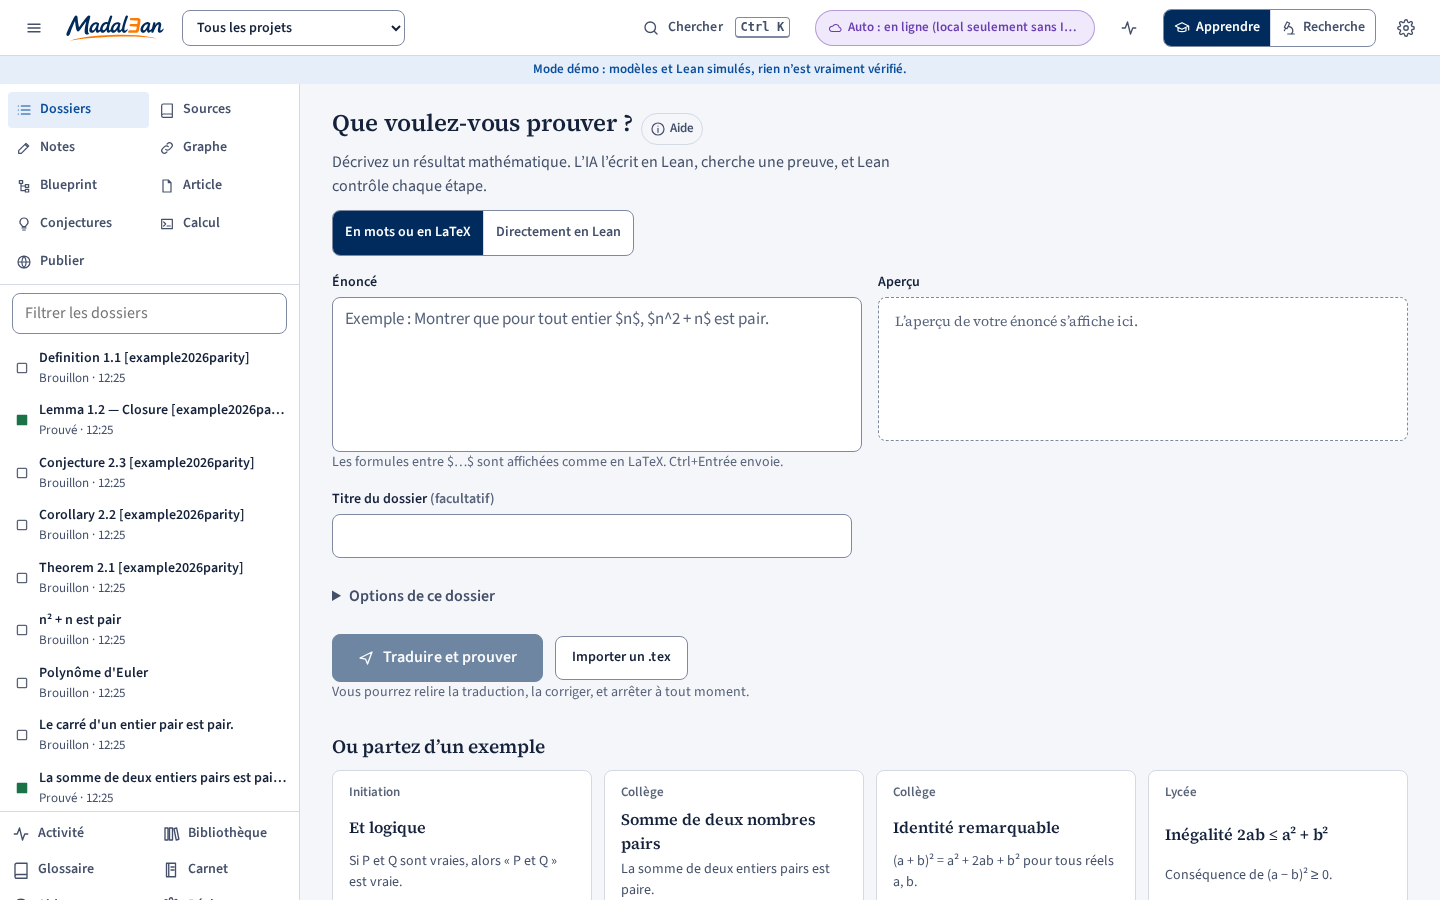 Madal∃an
Tous les projets
Chercher
Ctrl K
Auto : en ligne (local seulement sans I…
Apprendre
Recherche
Mode démo : modèles et Lean simulés, rien n’est vraiment vérifié.
Dossiers
Sources
Notes
Graphe
Blueprint
Article
Conjectures
Calcul
Publier
Filtrer les dossiers
Definition 1.1 [example2026parity]
Brouillon · 12:25
Lemma 1.2 — Closure [example2026pa…
Prouvé · 12:25
Conjecture 2.3 [example2026parity]
Brouillon · 12:25
Corollary 2.2 [example2026parity]
Brouillon · 12:25
Theorem 2.1 [example2026parity]
Brouillon · 12:25
n² + n est pair
Brouillon · 12:25
Polynôme d'Euler
Brouillon · 12:25
Le carré d'un entier pair est pair.
Brouillon · 12:25
La somme de deux entiers pairs est pai…
Prouvé · 12:25
Activité
Bibliothèque
Glossaire
Carnet
Que voulez-vous prouver ?
Aide
Décrivez un résultat mathématique. L’IA l’écrit en Lean, cherche une preuve, et Lean
contrôle chaque étape.
En mots ou en LaTeX
Directement en Lean
Énoncé
Exemple : Montrer que pour tout entier $n$, $n^2 + n$ est pair.
Les formules entre $…$ sont affichées comme en LaTeX. Ctrl+Entrée envoie.
Aperçu
L’aperçu de votre énoncé s’affiche ici.
Titre du dossier (facultatif)
Options de ce dossier
Traduire et prouver
Importer un .tex
Vous pourrez relire la traduction, la corriger, et arrêter à tout moment.
Ou partez d’un exemple
Initiation
Et logique
Si P et Q sont vraies, alors « P et Q »
est vraie.
Collège
Somme de deux nombres
pairs
La somme de deux entiers pairs est
paire.
Collège
Identité remarquable
(a + b)² = a² + 2ab + b² pour tous réels
a, b.
Lycée
Inégalité 2ab ≤ a² + b²
Conséquence de (a − b)² ≥ 0.